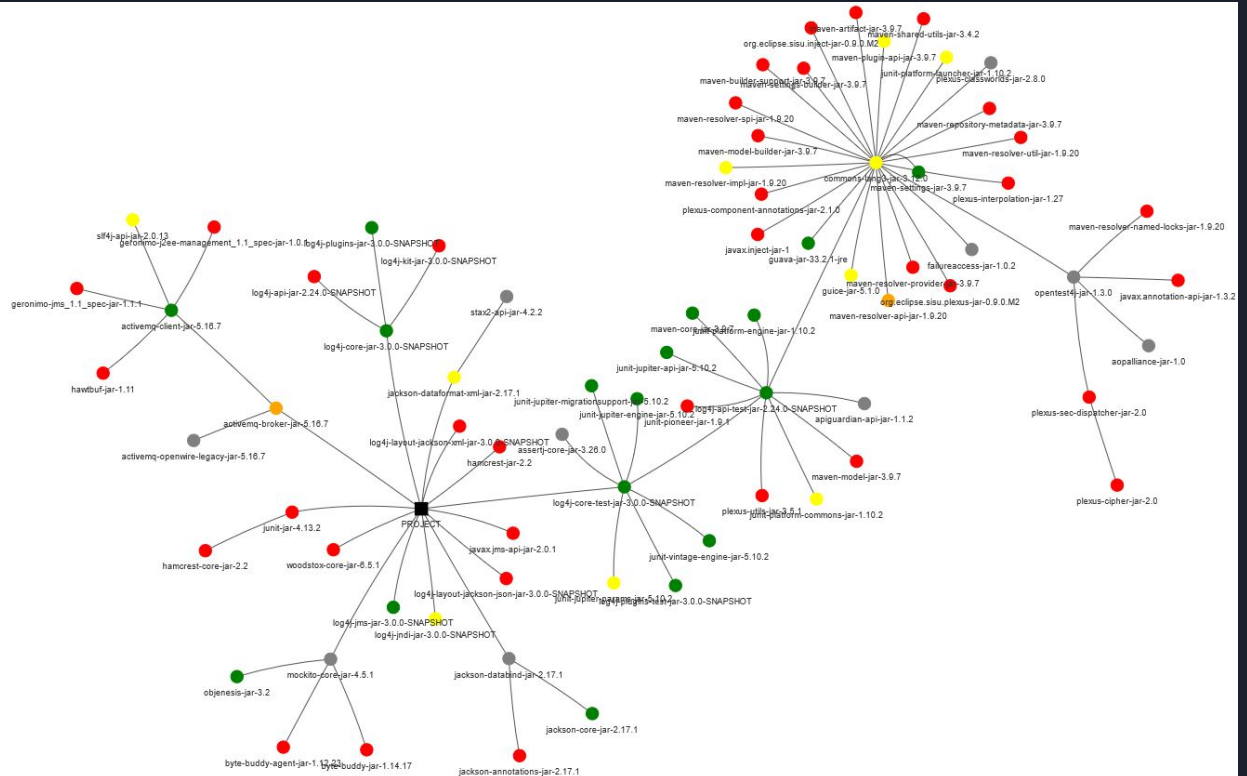 maven-artifact-jar-3.9.7
maven-shared-utils-jar-3.4.2
org.eclipse.sisu.inject-jar-0.9.0.M2
maven-plugin-api-jar-3.9.7
junit-platform-launcher-jar-1.10.2
plexus-classworlds-jar-2.8.0
maven-builder-support-jar-3.9.7
maven-settings-builder-jar-3.9.7
maven-resolver-spi-jar-1.9.20
maven-repository-metadata-jar-3.9.7
maven-model-builder-jar-3.9.7
maven-resolver-util-jar-1.9.20
commons-lang3-jar-3.12.0
maven-resolver-impl-jar-1.9.20
maven-settings-jar-3.9.7
plexus-interpolation-jar-1.27
plexus-component-annotations-jar-2.1.0
maven-resolver-named-locks-jar-1.9.20
slf4j-api-jar-2.0.13
geronimo-j2ee-management_1.1_spec-jar-1.0.1
log4j-plugins-jar-3.0.0-SNAPSHOT
javax.inject-jar-1
guava-jar-33.2.1-jre
log4j-kit-jar-3.0.0-SNAPSHOT
failureaccess-jar-1.0.2
maven-resolver-provider-jar-3.9.7
log4j-api-jar-2.24.0-SNAPSHOT
guice-jar-5.1.0
opentest4j-jar-1.3.0
javax.annotation-api-jar-1.3.2
geronimo-jms_1.1_spec-jar-1.1.1
org.eclipse.sisu.plexus-jar-0.9.0.M2
stax2-api-jar-4.2.2
maven-resolver-api-jar-1.9.20
activemq-client-jar-5.16.7
maven-core-jar-3.9.7
junit-platform-engine-jar-1.10.2
log4j-core-jar-3.0.0-SNAPSHOT
aopalliance-jar-1.0
junit-jupiter-api-jar-5.10.2
hawtbuf-jar-1.11
jackson-dataformat-xml-jar-2.17.1
junit-jupiter-migrationsupport-jar-5.10.2
log4j-api-test-jar-2.24.0-SNAPSHOT
junit-jupiter-engine-jar-5.10.2
plexus-sec-dispatcher-jar-2.0
apiguardian-api-jar-1.1.2
junit-pioneer-jar-1.9.1
activemq-broker-jar-5.16.7
log4j-layout-jackson-xml-jar-3.0.0-SNAPSHOT
assertj-core-jar-3.26.0
activemq-openwire-legacy-jar-5.16.7
hamcrest-jar-2.2
maven-model-jar-3.9.7
log4j-core-test-jar-3.0.0-SNAPSHOT
plexus-cipher-jar-2.0
plexus-utils-jar-3.5.1
junit-platform-commons-jar-1.10.2
PROJECT
junit-jar-4.13.2
javax.jms-api-jar-2.0.1
junit-vintage-engine-jar-5.10.2
hamcrest-core-jar-2.2
woodstox-core-jar-6.5.1
log4j-layout-jackson-json-jar-3.0.0-SNAPSHOT
junit-jupiter-params-jar-5.10.2
log4j-plugins-test-jar-3.0.0-SNAPSHOT
log4j-jms-jar-3.0.0-SNAPSHOT
log4j-jndi-jar-3.0.0-SNAPSHOT
mockito-core-jar-4.5.1
jackson-databind-jar-2.17.1
objenesis-jar-3.2
jackson-core-jar-2.17.1
byte-buddy-agent-jar-1.12.23
byte-buddy-jar-1.14.17
jackson-annotations-jar-2.17.1